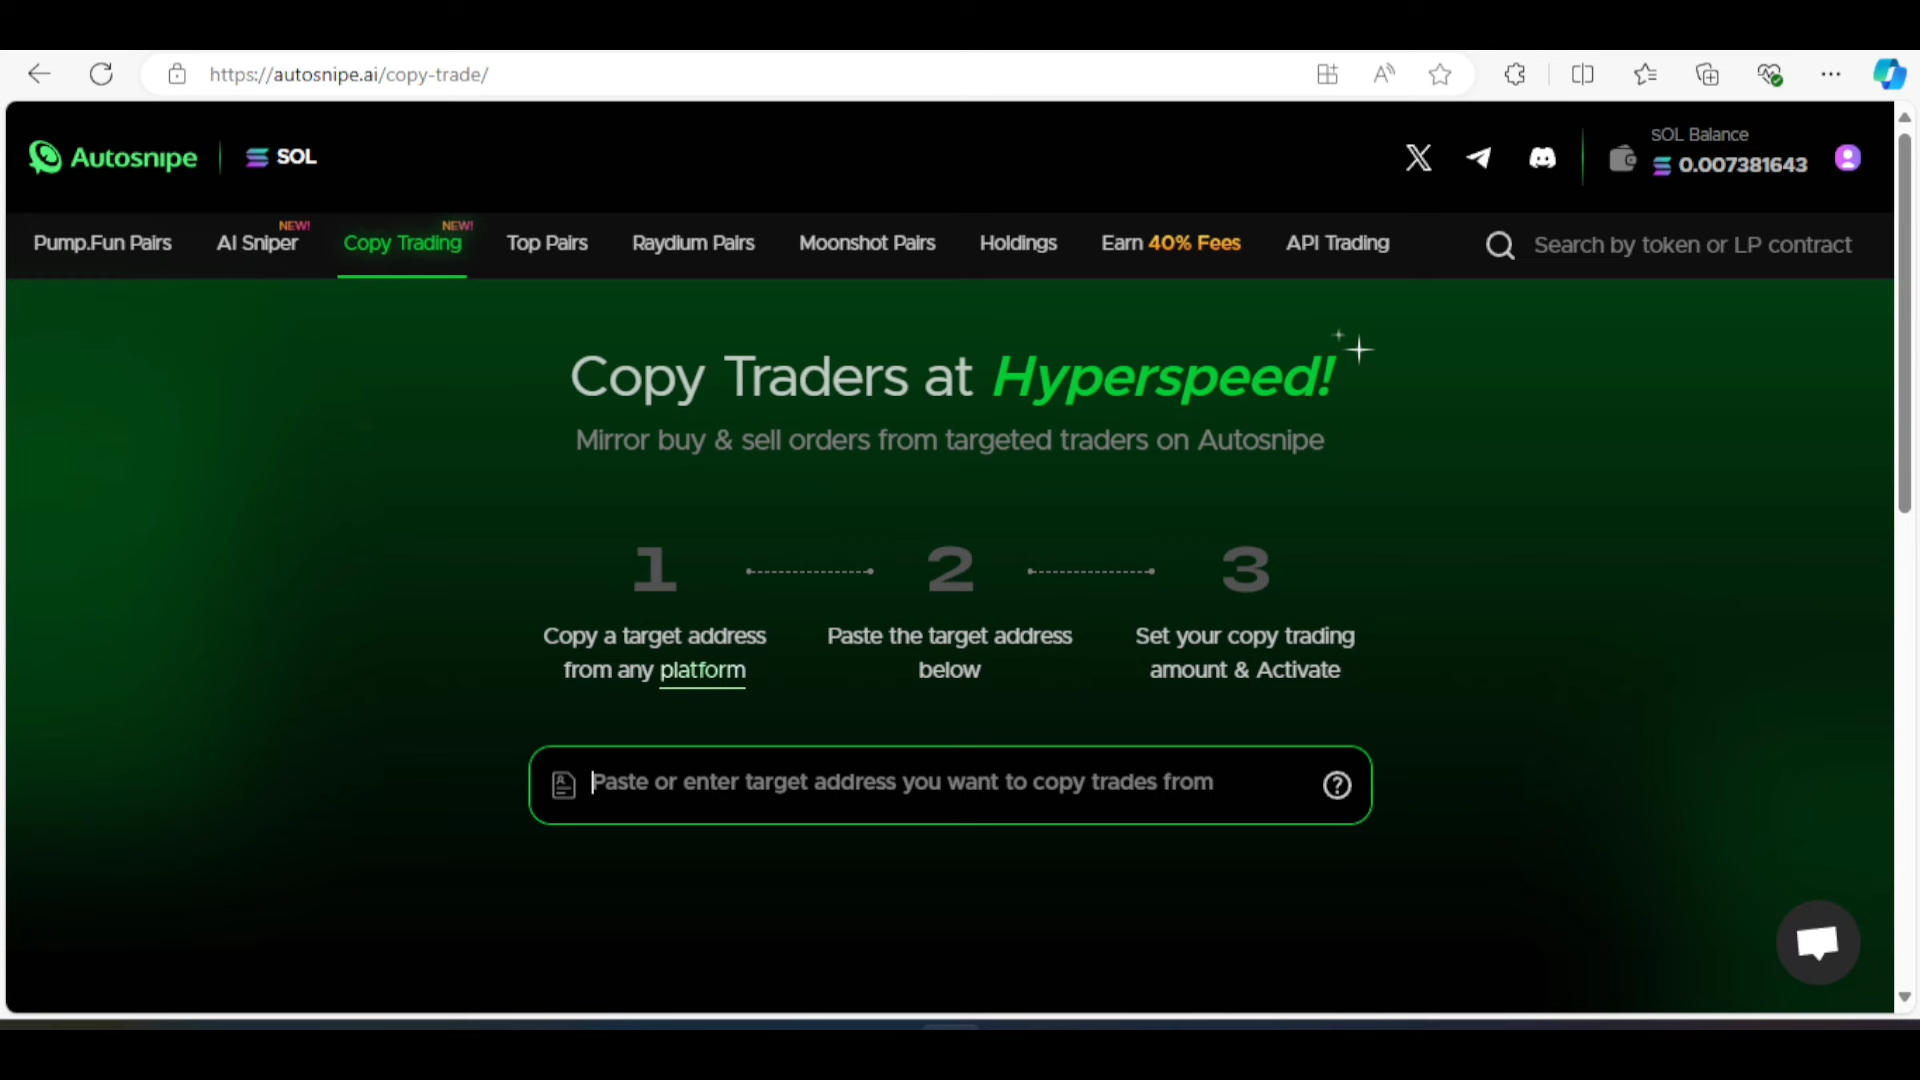 https://autosnipe.ai/copy-trade/
Autosnipe
SOL
SOL Balance
0.007381643
Pump.Fun Pairs
AI Sniper
NEW!
Copy Trading
NEW!
Top Pairs
Raydium Pairs
Moonshot Pairs
Holdings
Earn 40% Fees
API Trading
Search by token or LP contract
Copy Traders at Hyperspeed!
Mirror buy & sell orders from targeted traders on Autosnipe
1
2
3
Copy a target address
from any platform
Paste the target address
below
Set your copy trading
amount & Activate
Paste or enter target address you want to copy trades from